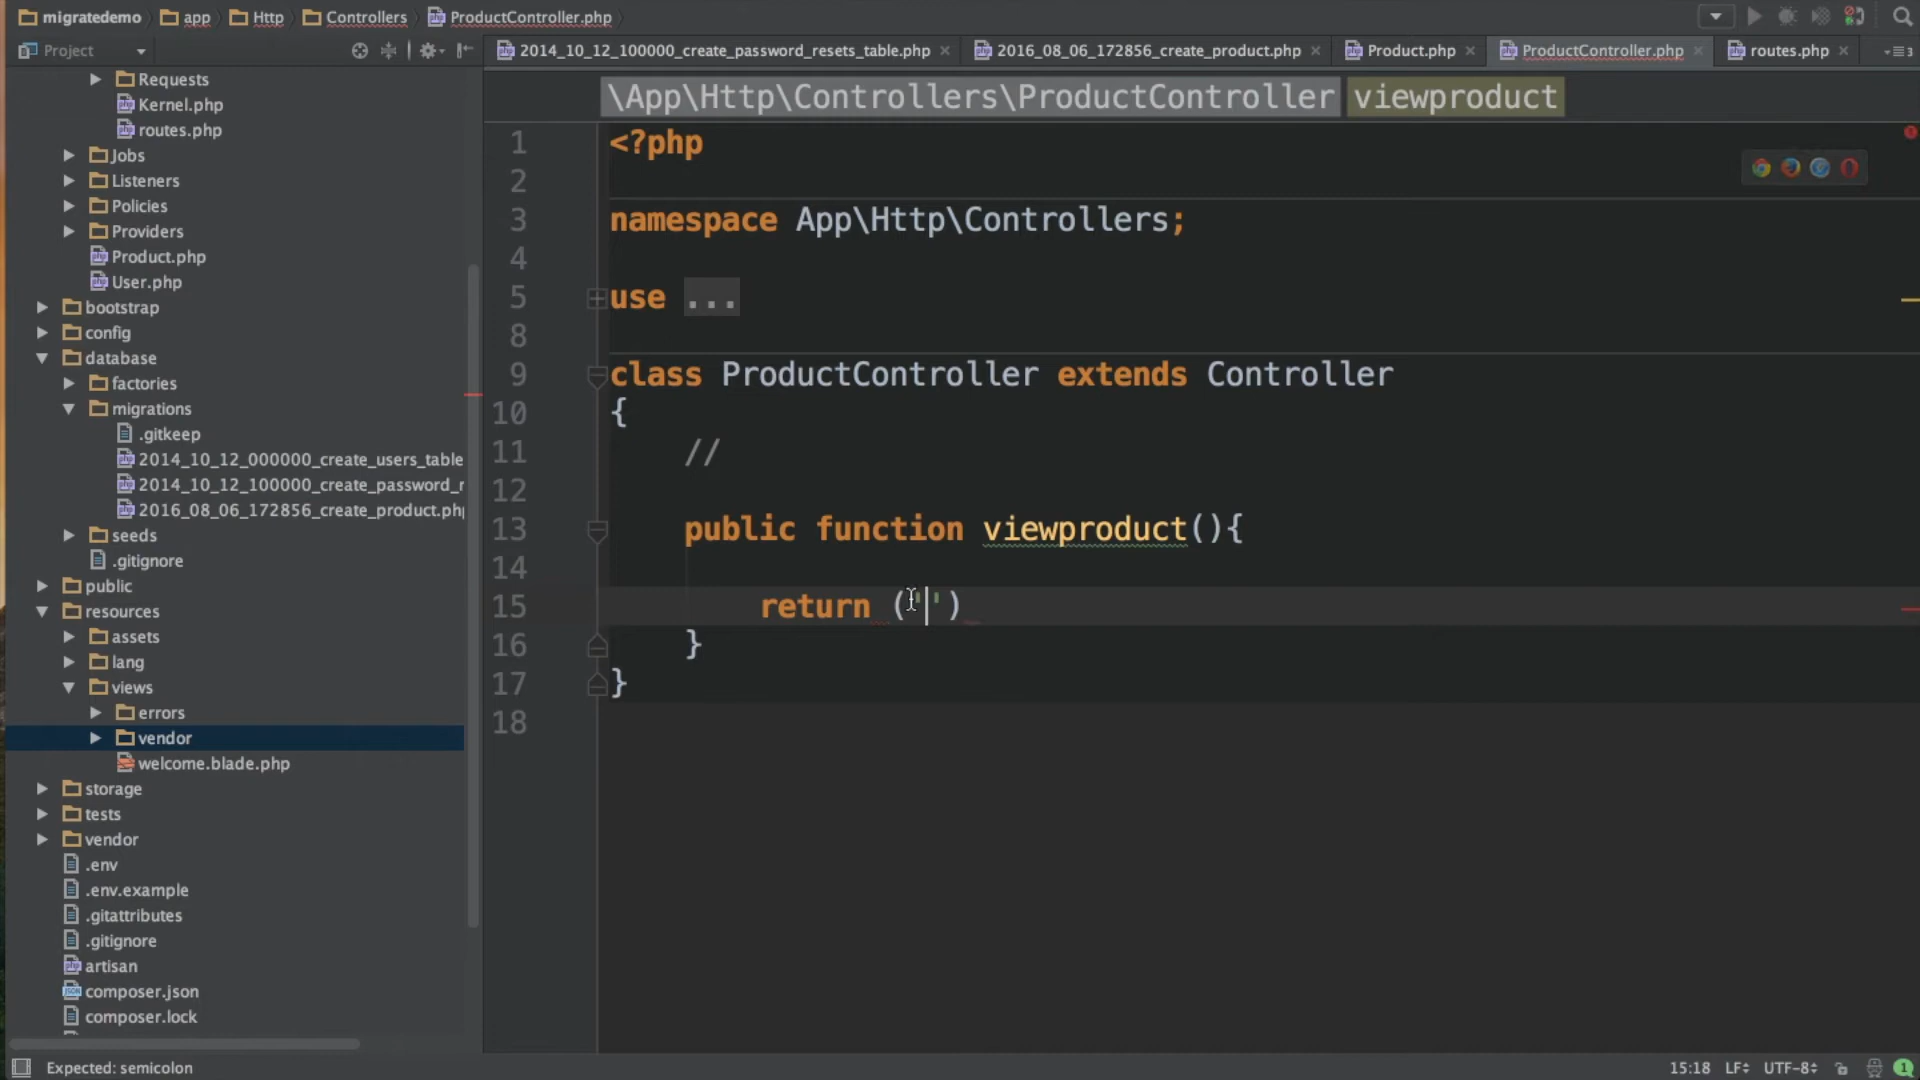 migratedemo app Http Controllers ProductController.php
Project
2014_10_12_100000_create_password_resets_table.php 2016_08_06_172856_create_product.php Product.php ProductController.php routes.php
\App\Http\Controllers\ProductController viewproduct
Requests
Kernel.php
routes.php
Jobs
Listeners
Policies
Providers
Product.php
User.php
bootstrap
config
database
factories
migrations
.gitkeep
2014_10_12_000000_create_users_table
2014_10_12_100000_create_password_r
2016_08_06_172856_create_product.php
seeds
.gitignore
public
resources
assets
lang
views
errors
vendor
welcome.blade.php
storage
tests
vendor
.env
.env.example
.gitattributes
.gitignore
artisan
composer.json
composer.lock
1 <?php
2
3 namespace App\Http\Controllers;
4
5 use ...
8
9 class ProductController extends Controller
10 {
11 //
12
13 public function viewproduct(){
14
15 return ('')
16 }
17 }
18
Expected: semicolon
15:18 LF UTF-8 1